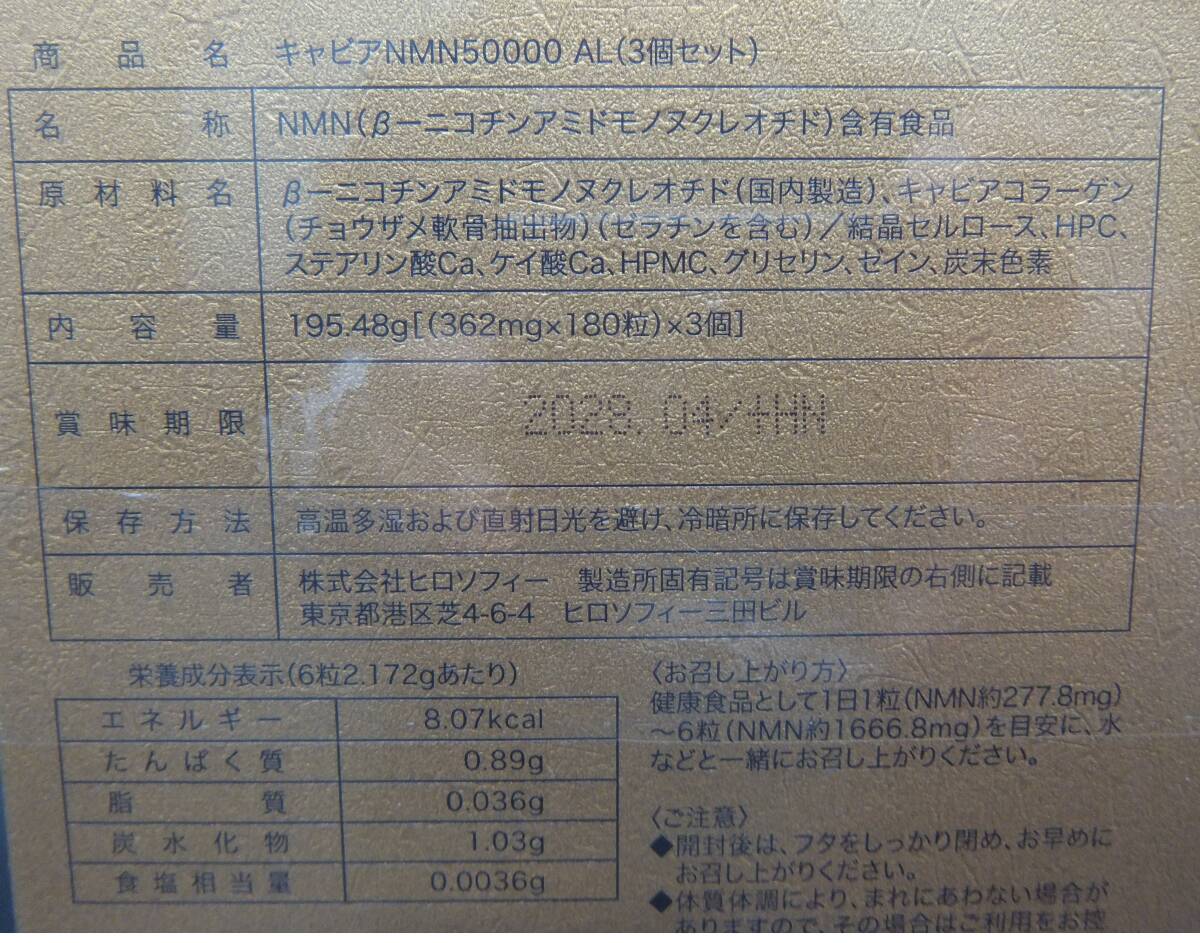 商品名 キャビアNMN50000 AL(3個セット)
名称 NMN(β－ニコチンアミドモノヌクレオチド)含有食品
原材料名 β－ニコチンアミドモノヌクレオチド(国内製造)、キャビアコラーゲン
(チョウザメ軟骨抽出物)(ゼラチンを含む)／結晶セルロース、HPC、
ステアリン酸Ca、ケイ酸Ca、HPMC、グリセリン、ゼイン、炭末色素
内容量 195.48g[(362mg×180粒)×3個]
賞味期限 2028.04/+HN
保存方法 高温多湿および直射日光を避け、冷暗所に保存してください。
販売者 株式会社ヒロソフィー 製造所固有記号は賞味期限の右側に記載
東京都港区芝4-6-4 ヒロソフィー三田ビル
栄養成分表示(6粒2.172gあたり)
エネルギー 8.07kcal
たんぱく質 0.89g
脂質 0.036g
炭水化物 1.03g
食塩相当量 0.0036g
〈お召し上がり方〉
健康食品として1日1粒(NMN約277.8mg)
～6粒(NMN約1666.8mg)を目安に、水
などと一緒にお召し上がりください。
〈ご注意〉
◆開封後は、フタをしっかり閉め、お早めに
お召し上がりください。
◆体質体調により、まれにあわない場合が
ありますので、その場合はご利用をお控